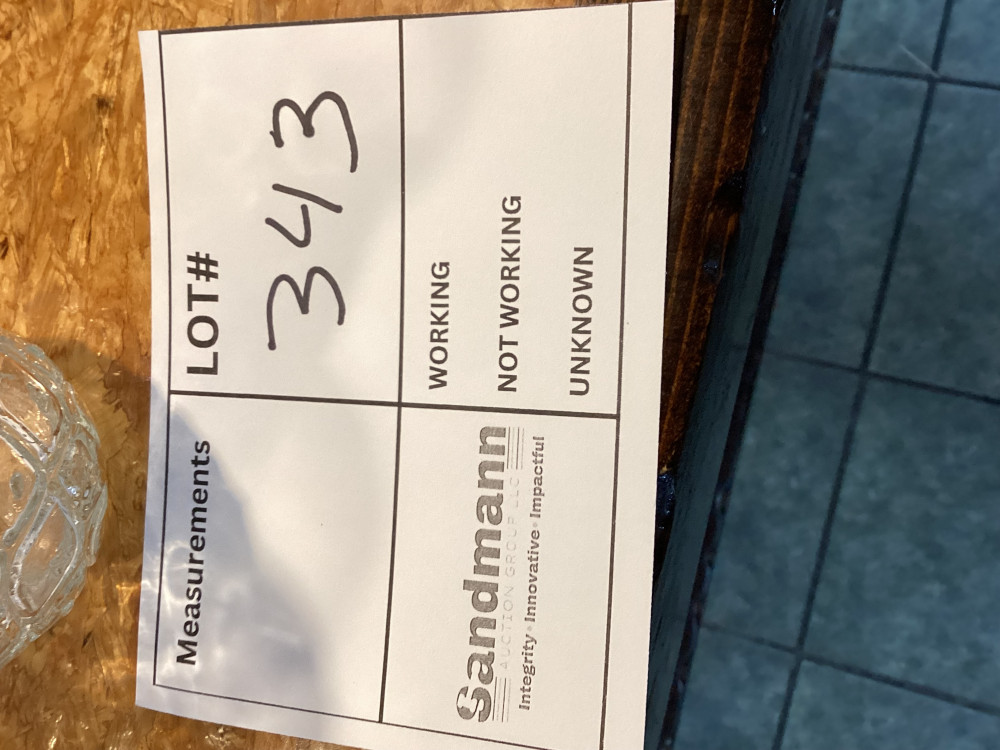 Measurements
LOT#
343
Sandmann
AUCTION GROUP LLC
Integrity • Innovative • Impactful
WORKING
NOT WORKING
UNKNOWN